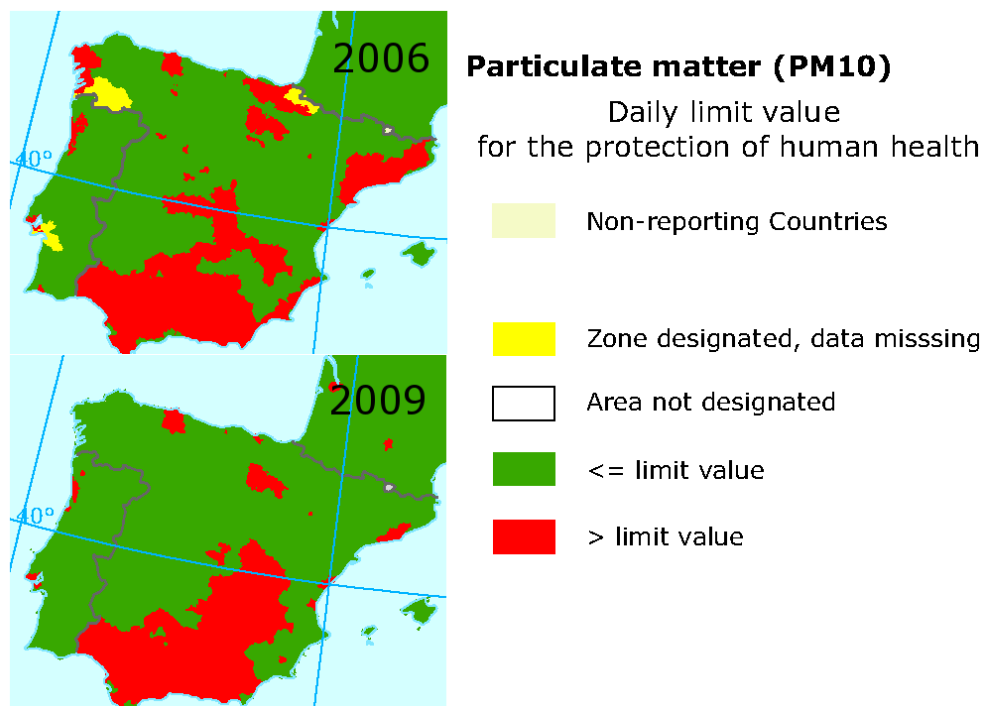 2006
40°
2009
40°
Particulate matter (PM10)
Daily limit value
for the protection of human health
Non-reporting Countries
Zone designated, data misssing
Area not designated
<= limit value
> limit value